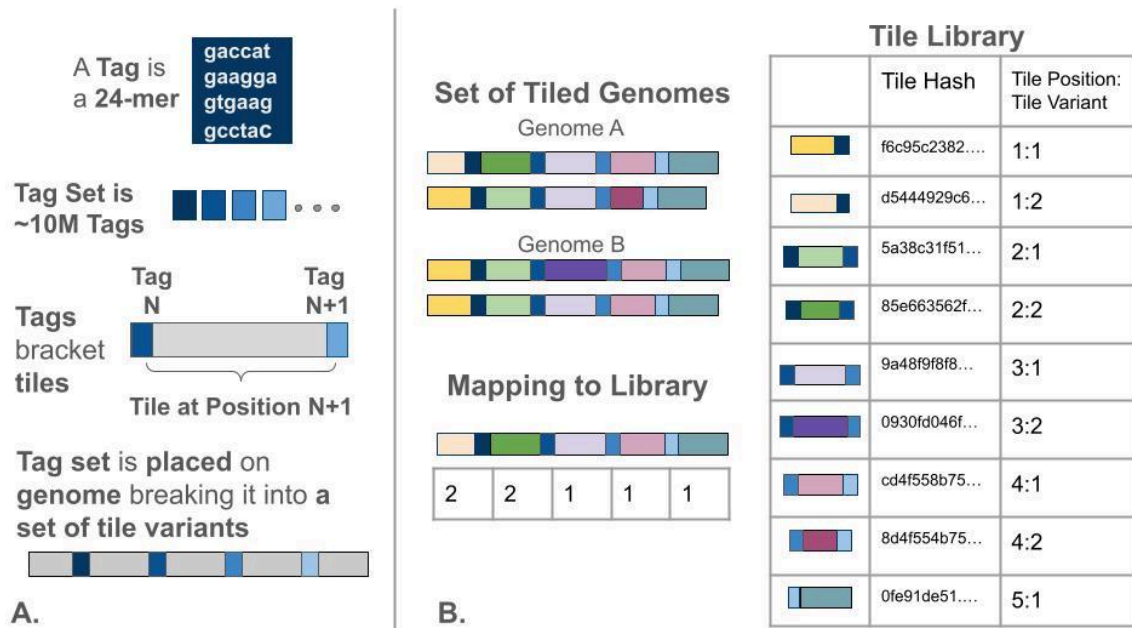 A Tag is
a 24-mer
gaccat
gaagga
gtgaag
gcctac
Tag Set is
~10M Tags
Tag
N
Tag
N+1
Tags
bracket
tiles
Tile at Position N+1
Tag set is placed on
genome breaking it into a
set of tile variants
A.
Set of Tiled Genomes
Genome A
Genome B
Mapping to Library
2 2 1 1 1
B.
Tile Library
Tile Hash
Tile Position:
Tile Variant
f6c95c2382....
1:1
d5444929c6...
1:2
5a38c31f51...
2:1
85e663562f...
2:2
9a48f9f8f8...
3:1
0930fd046f...
3:2
cd4f558b75...
4:1
8d4f554b75...
4:2
0fe91de51....
5:1